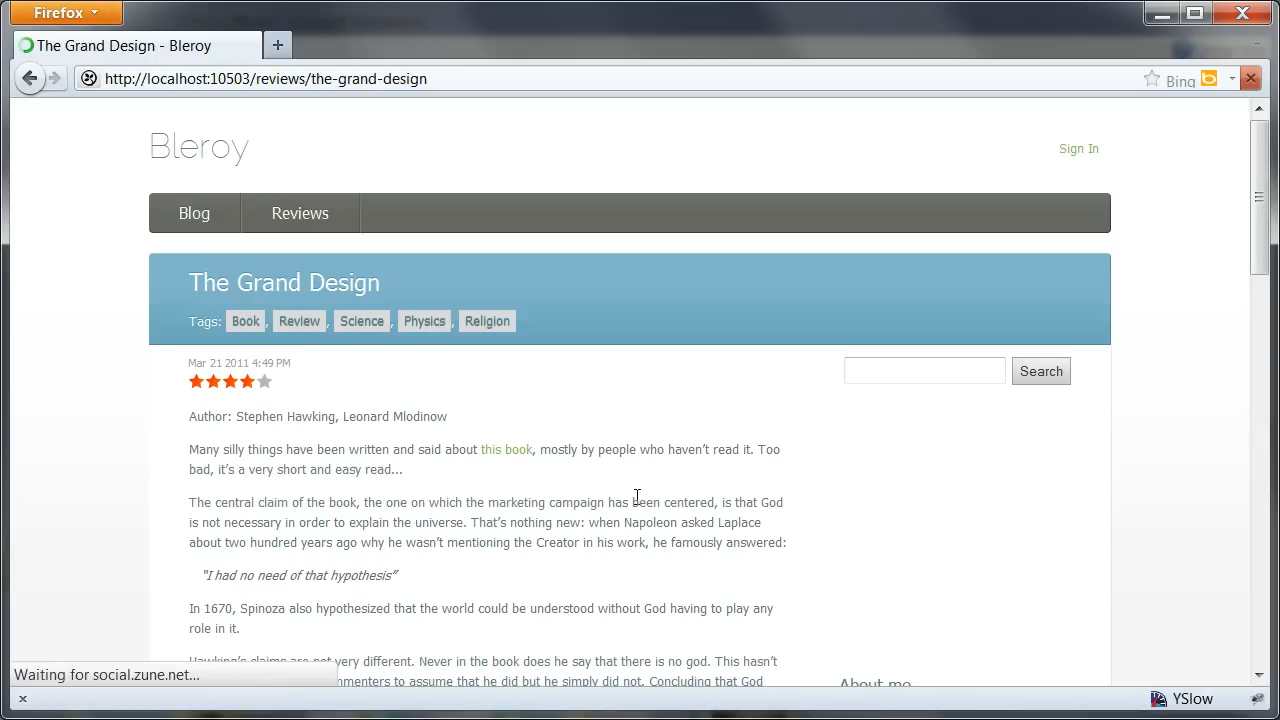 Firefox
The Grand Design - Bleroy
http://localhost:10503/reviews/the-grand-design
Bing
Bleroy
Sign In
Blog
Reviews
The Grand Design
Tags: Book, Review, Science, Physics, Religion
Mar 21 2011 4:49 PM
Search
Author: Stephen Hawking, Leonard Mlodinow
Many silly things have been written and said about this book, mostly by people who haven’t read it. Too
bad, it’s a very short and easy read...
The central claim of the book, the one on which the marketing campaign has been centered, is that God
is not necessary in order to explain the universe. That’s nothing new: when Napoleon asked Laplace
about two hundred years ago why he wasn’t mentioning the Creator in his work, he famously answered:
"I had no need of that hypothesis”
In 1670, Spinoza also hypothesized that the world could be understood without God having to play any
role in it.
Hawking’s claims are not very different. Never in the book does he say that there is no god. This hasn’t
mmenters to assume that he did but he simply did not. Concluding that God
About me
Waiting for social.zune.net...
YSlow